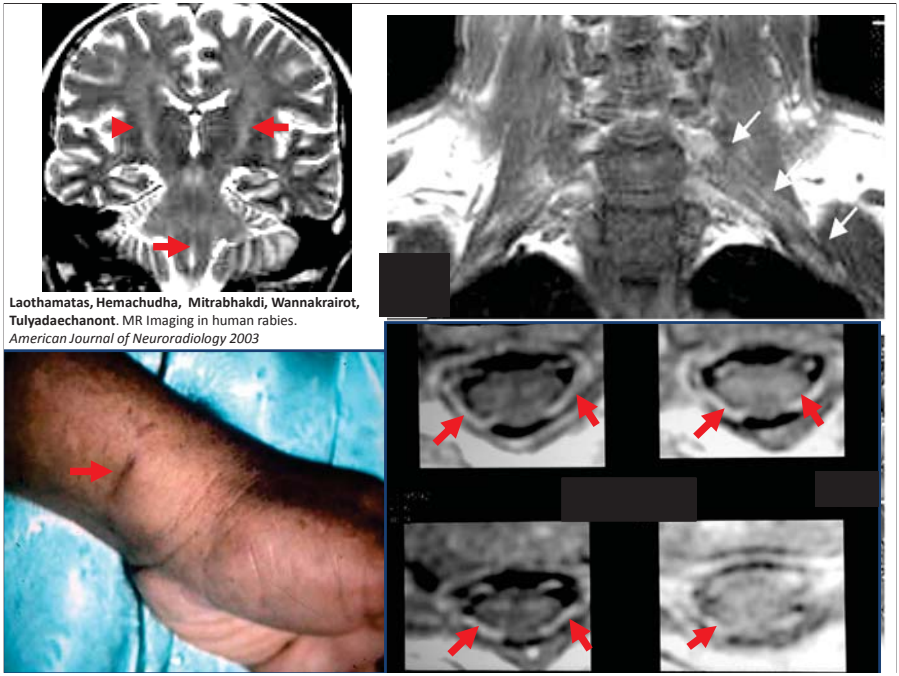 Laothamatas, Hemachudha, Mitrabhakdi, Wannakrairot,
Tulyadaechanont. MR Imaging in human rabies.
American Journal of Neuroradiology 2003